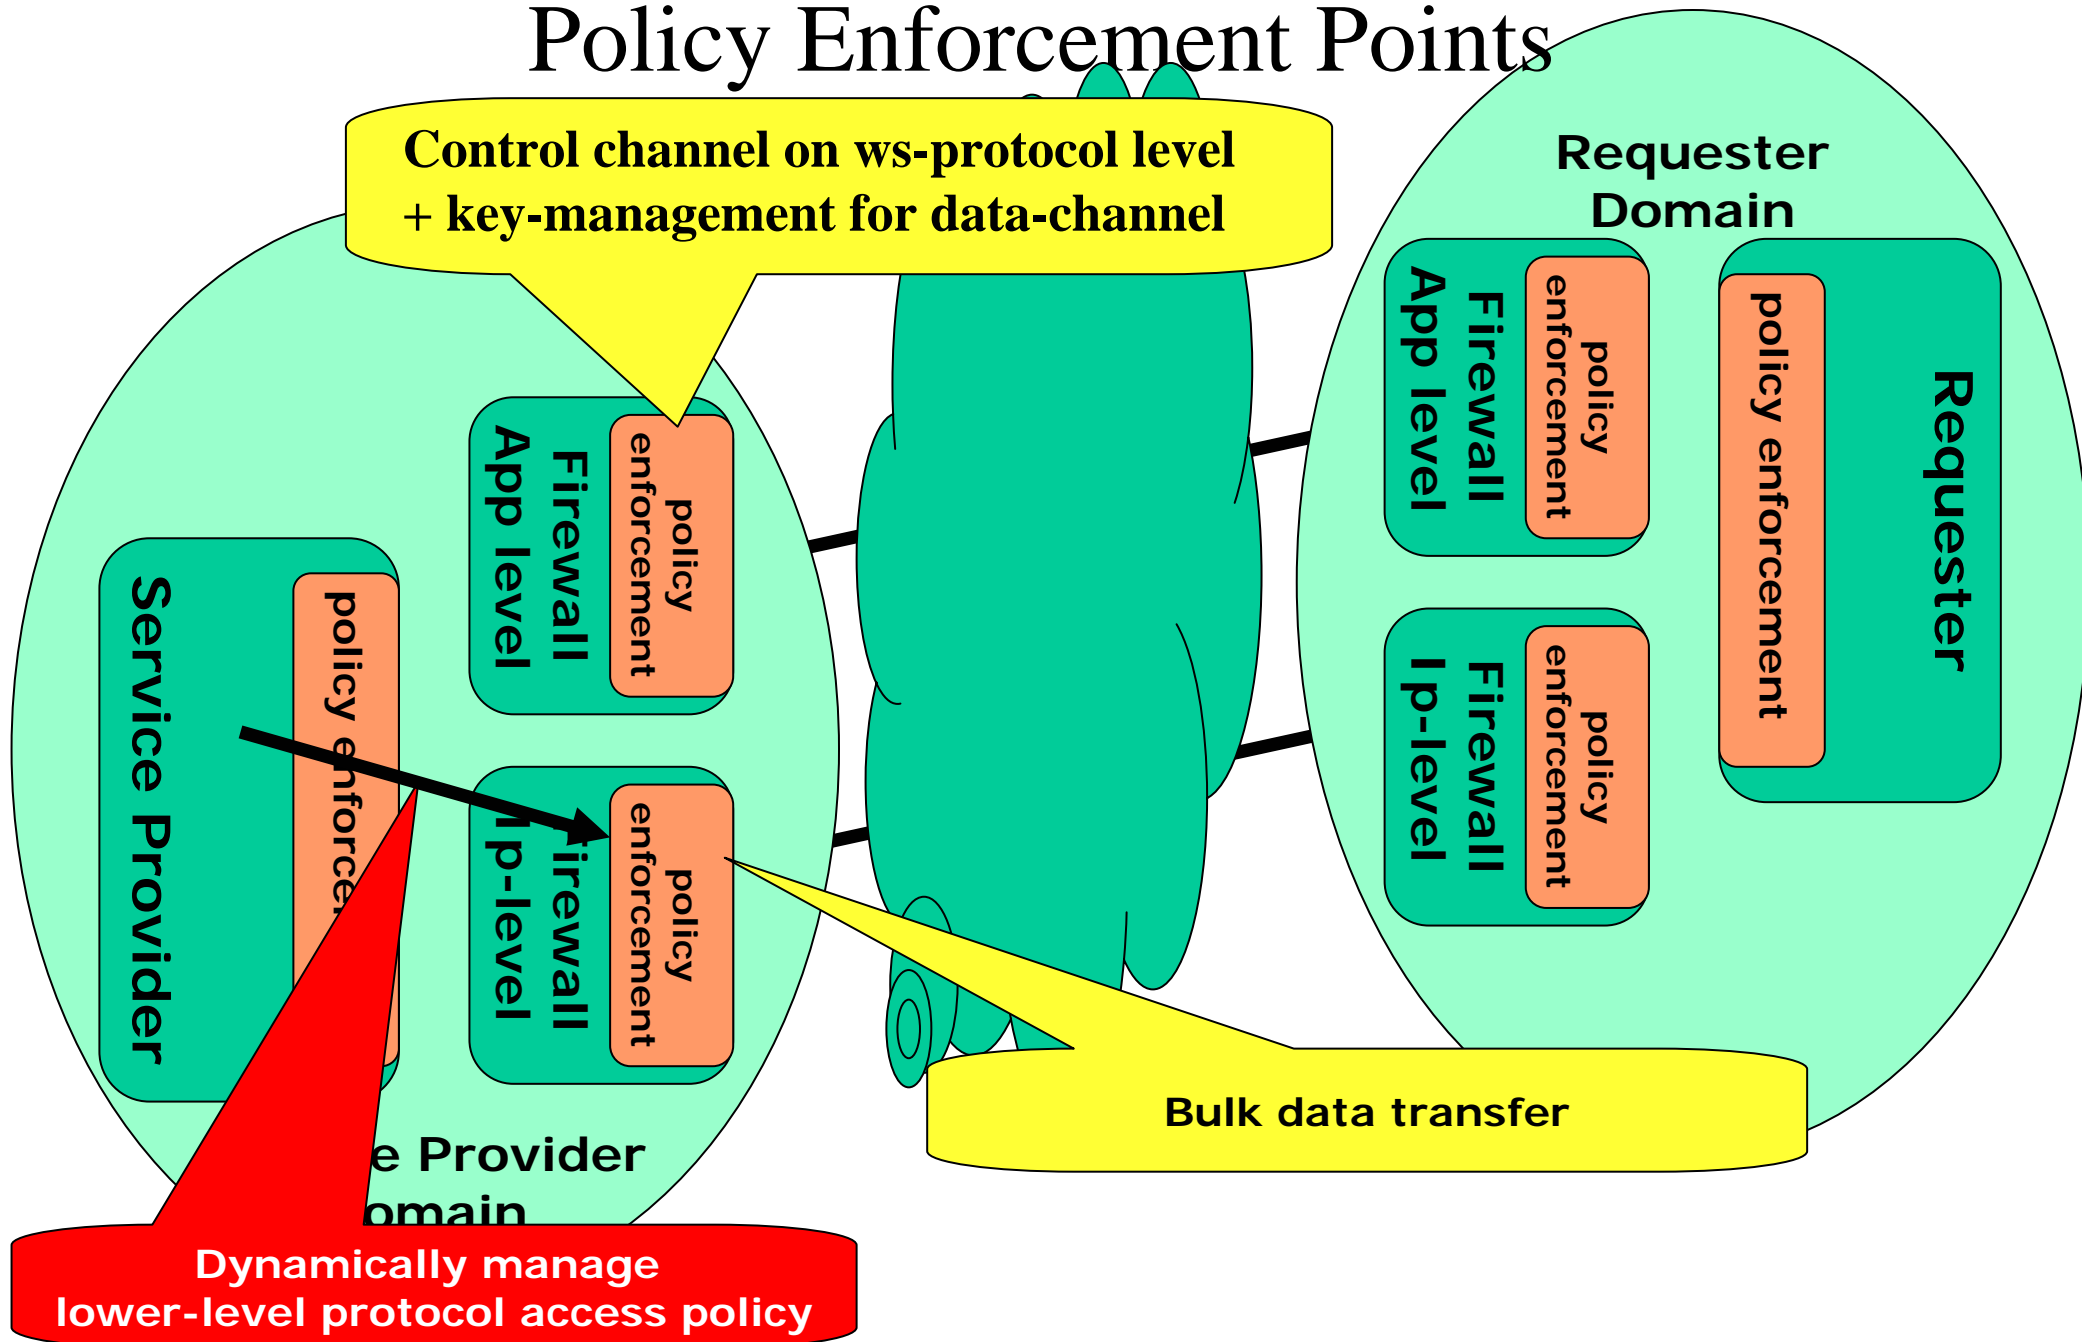 Policy Enforcement Points
Control channel on ws-protocol level
+ key-management for data-channel
Requester
Domain
App level
Firewall
policy
enforcement
policy enforcement
Requester
Ip-level
Firewall
policy
enforcement
App level
Firewall
policy
enforcement
Service Provider
policy enforce
Ip-level
irewall
policy
enforcement
Bulk data transfer
e Provider
omain
Dynamically manage
lower-level protocol access policy